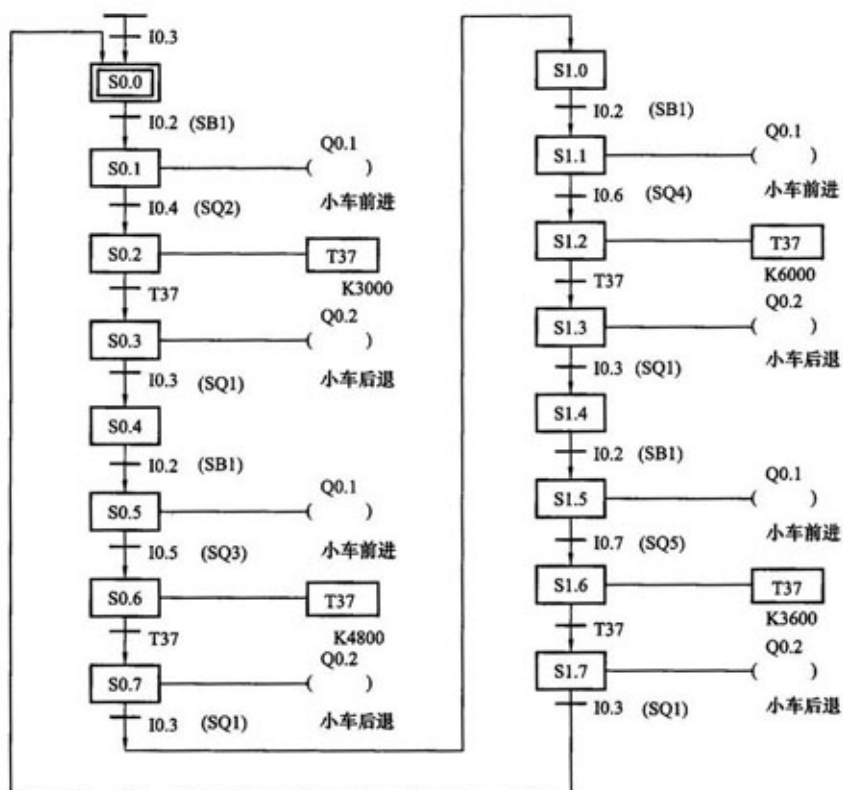 I0.3
S0.0
I0.2 (SB1)
S0.1
Q0.1
( )
小车前进
I0.4 (SQ2)
S0.2
T37
K3000
T37
S0.3
Q0.2
( )
小车后退
I0.3 (SQ1)
S0.4
I0.2 (SB1)
S0.5
Q0.1
( )
小车前进
I0.5 (SQ3)
S0.6
T37
K4800
T37
S0.7
Q0.2
( )
小车后退
I0.3 (SQ1)
S1.0
I0.2 (SB1)
S1.1
Q0.1
( )
小车前进
I0.6 (SQ4)
S1.2
T37
K6000
T37
S1.3
Q0.2
( )
小车后退
I0.3 (SQ1)
S1.4
I0.2 (SB1)
S1.5
Q0.1
( )
小车前进
I0.7 (SQ5)
S1.6
T37
K3600
T37
S1.7
Q0.2
( )
小车后退
I0.3 (SQ1)